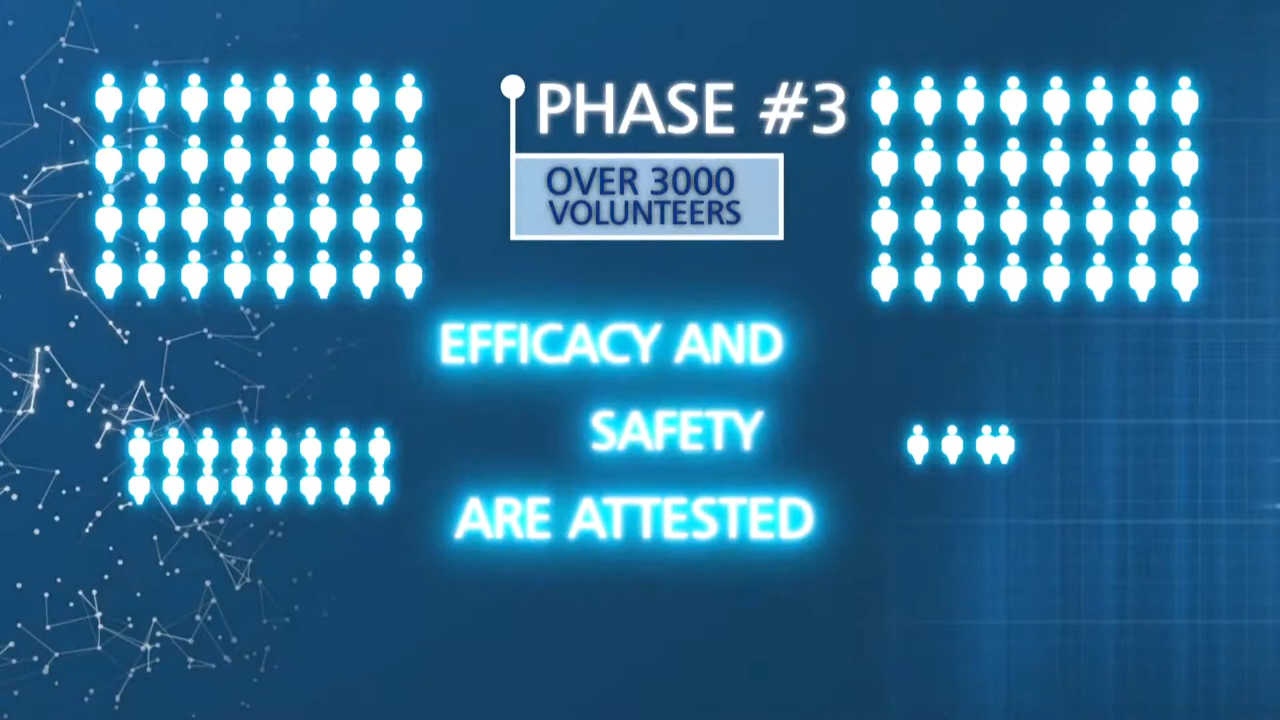 PHASE #3
OVER 3000
VOLUNTEERS
EFFICACY AND
SAFETY
ARE ATTESTED